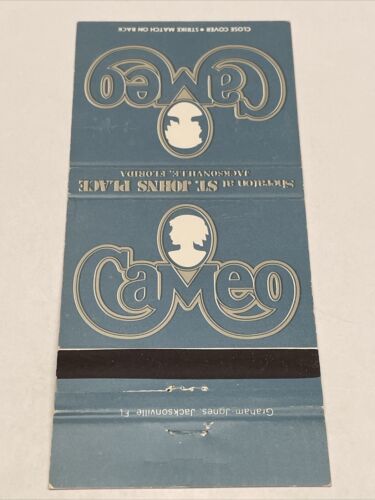 CLOSE COVER • STRIKE MATCH ON BACK
CaMeo
Sheraton at ST. JOHNS PLACE
JACKSONVILLE, FLORIDA
CaMeo
Graham-Jones, Jacksonville FL